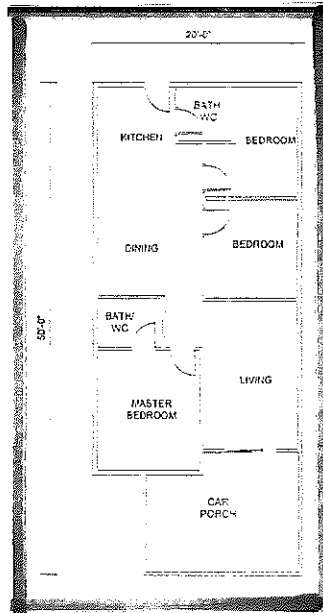 20'-0"
BATH
WC
KITCHEN
BEDROOM
DINING
BEDROOM
BATH/
WC
50'-0"
LIVING
MASTER
BEDROOM
CAR
PORCH